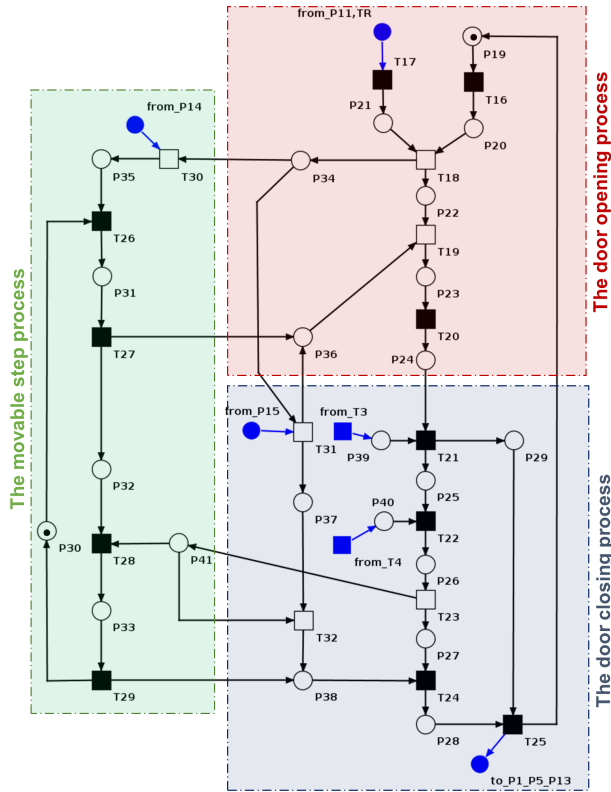 from_P11,TR
T17
P19
T16
P21
P20
from_P14
T30
P35
P34
T18
P22
T26
T19
P31
P23
T27
P36
T20
P24
from_P15
from_T3
T31
P39
T21
P29
P32
P25
P37
P40
T22
P30
T28
P41
from_T4
P26
T23
P33
T32
P27
T29
P38
T24
P28
T25
to_P1_P5_P13
The movable step process
The door opening process
The door closing process